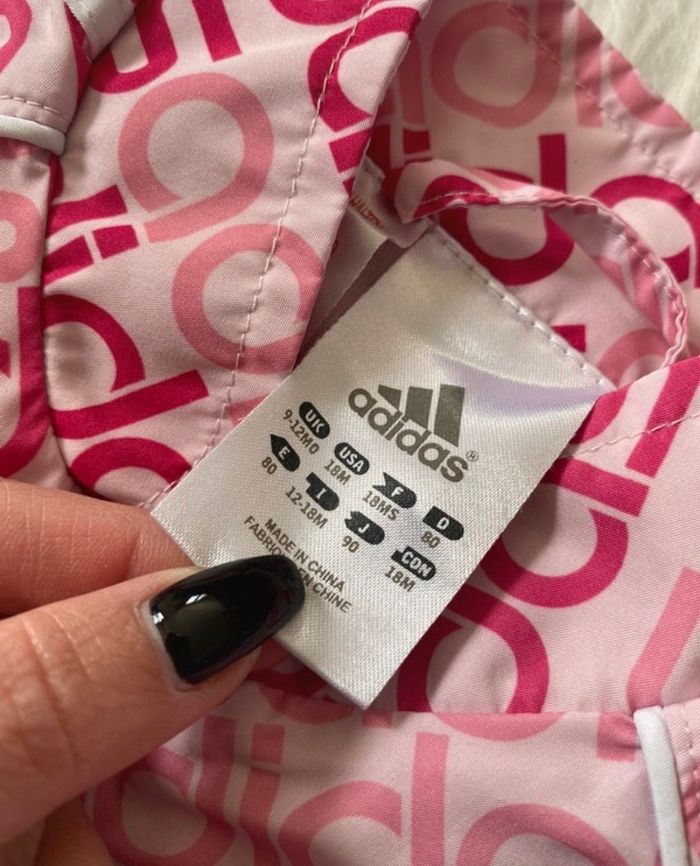 adidas®
UK USA F D
9-12MO 18M 18MS 80
E I J CDN
80 12-18M 90 18M
MADE IN CHINA
FABRIQUÉ EN CHINE